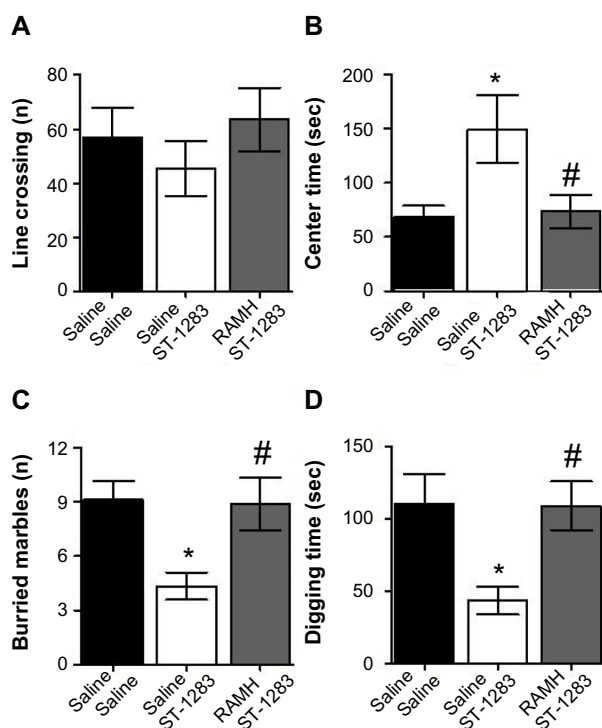 A
Line crossing (n)
80
60
40
20
0
Saline
Saline
Saline
ST-1283
RAMH
ST-1283
B
Center time (sec)
200
150
100
50
0
*
#
Saline
Saline
Saline
ST-1283
RAMH
ST-1283
C
Burried marbles (n)
12
9
6
3
0
*
#
Saline
Saline
Saline
ST-1283
RAMH
ST-1283
D
Digging time (sec)
150
100
50
0
*
#
Saline
Saline
Saline
ST-1283
RAMH
ST-1283